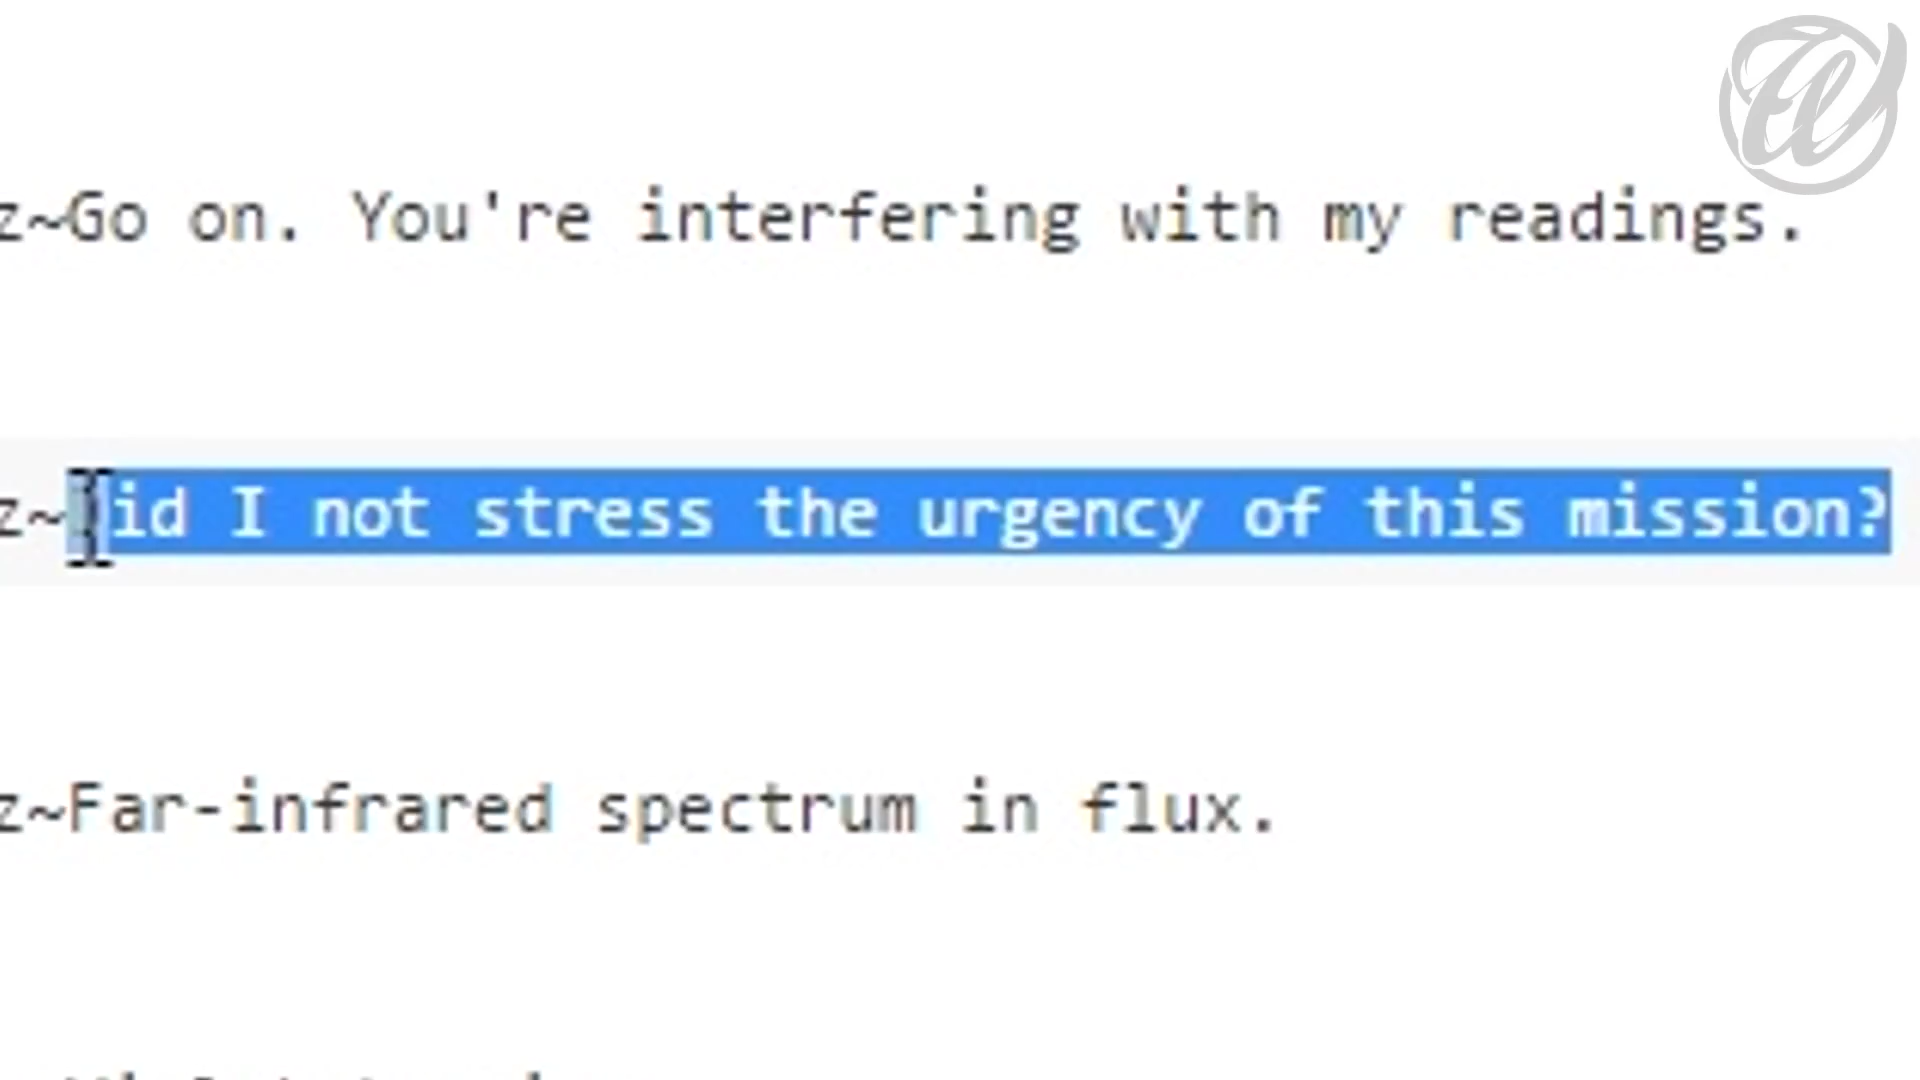 z~Go on. You're interfering with my readings.
z~Did I not stress the urgency of this mission?
z~Far-infrared spectrum in flux.